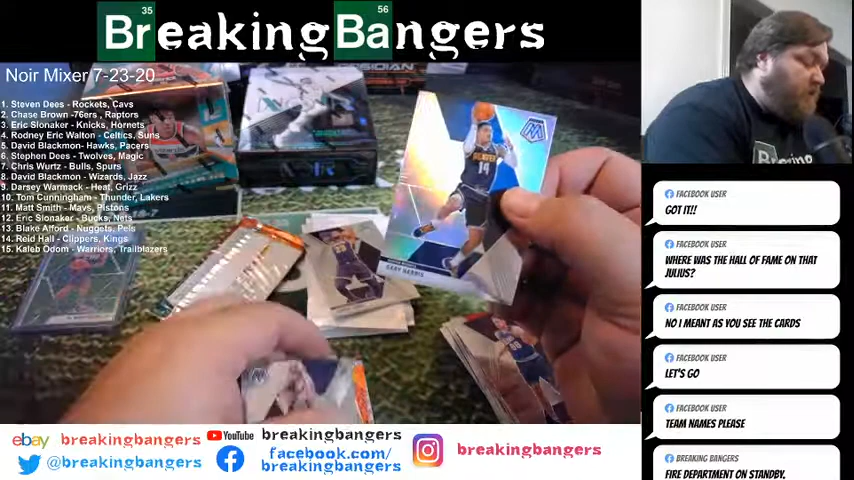 35
56
BreakingBangers
Noir Mixer 7-23-20
1. Steven Dees - Rockets, Cavs
2. Chase Brown -76ers , Raptors
3. Eric Slonaker - Knicks, Hornets
4. Rodney Eric Walton - Celtics, Suns
5. David Blackmon- Hawks, Pacers
6. Stephen Dees - Twolves, Magic
7. Chris Wurtz - Bulls, Spurs
8. David Blackmon - Wizards, Jazz
9. Darsey Warmack - Heat, Grizz
10. Tom Cunningham - Thunder, Lakers
11. Matt Smith - Mavs, Pistons
12. Eric Slonaker - Bucks, Nets
13. Blake Afford - Nuggets, Pels
14. Reid Hall - Clippers, Kings
15. Kaleb Odom - Warriors, Trailblazers
OBSIDIAN
14
GARY HARRIS
FACEBOOK USER
GOT IT!!
FACEBOOK USER
WHERE WAS THE HALL OF FAME ON THAT
JULIUS?
FACEBOOK USER
NO I MEANT AS YOU SEE THE CARDS
FACEBOOK USER
LET'S GO
FACEBOOK USER
TEAM NAMES PLEASE
BREAKING BANGERS
FIRE DEPARTMENT ON STANDBY.
ebay breakingbangers
YouTube breakingbangers
@breakingbangers
facebook.com/
breakingbangers
breakingbangers